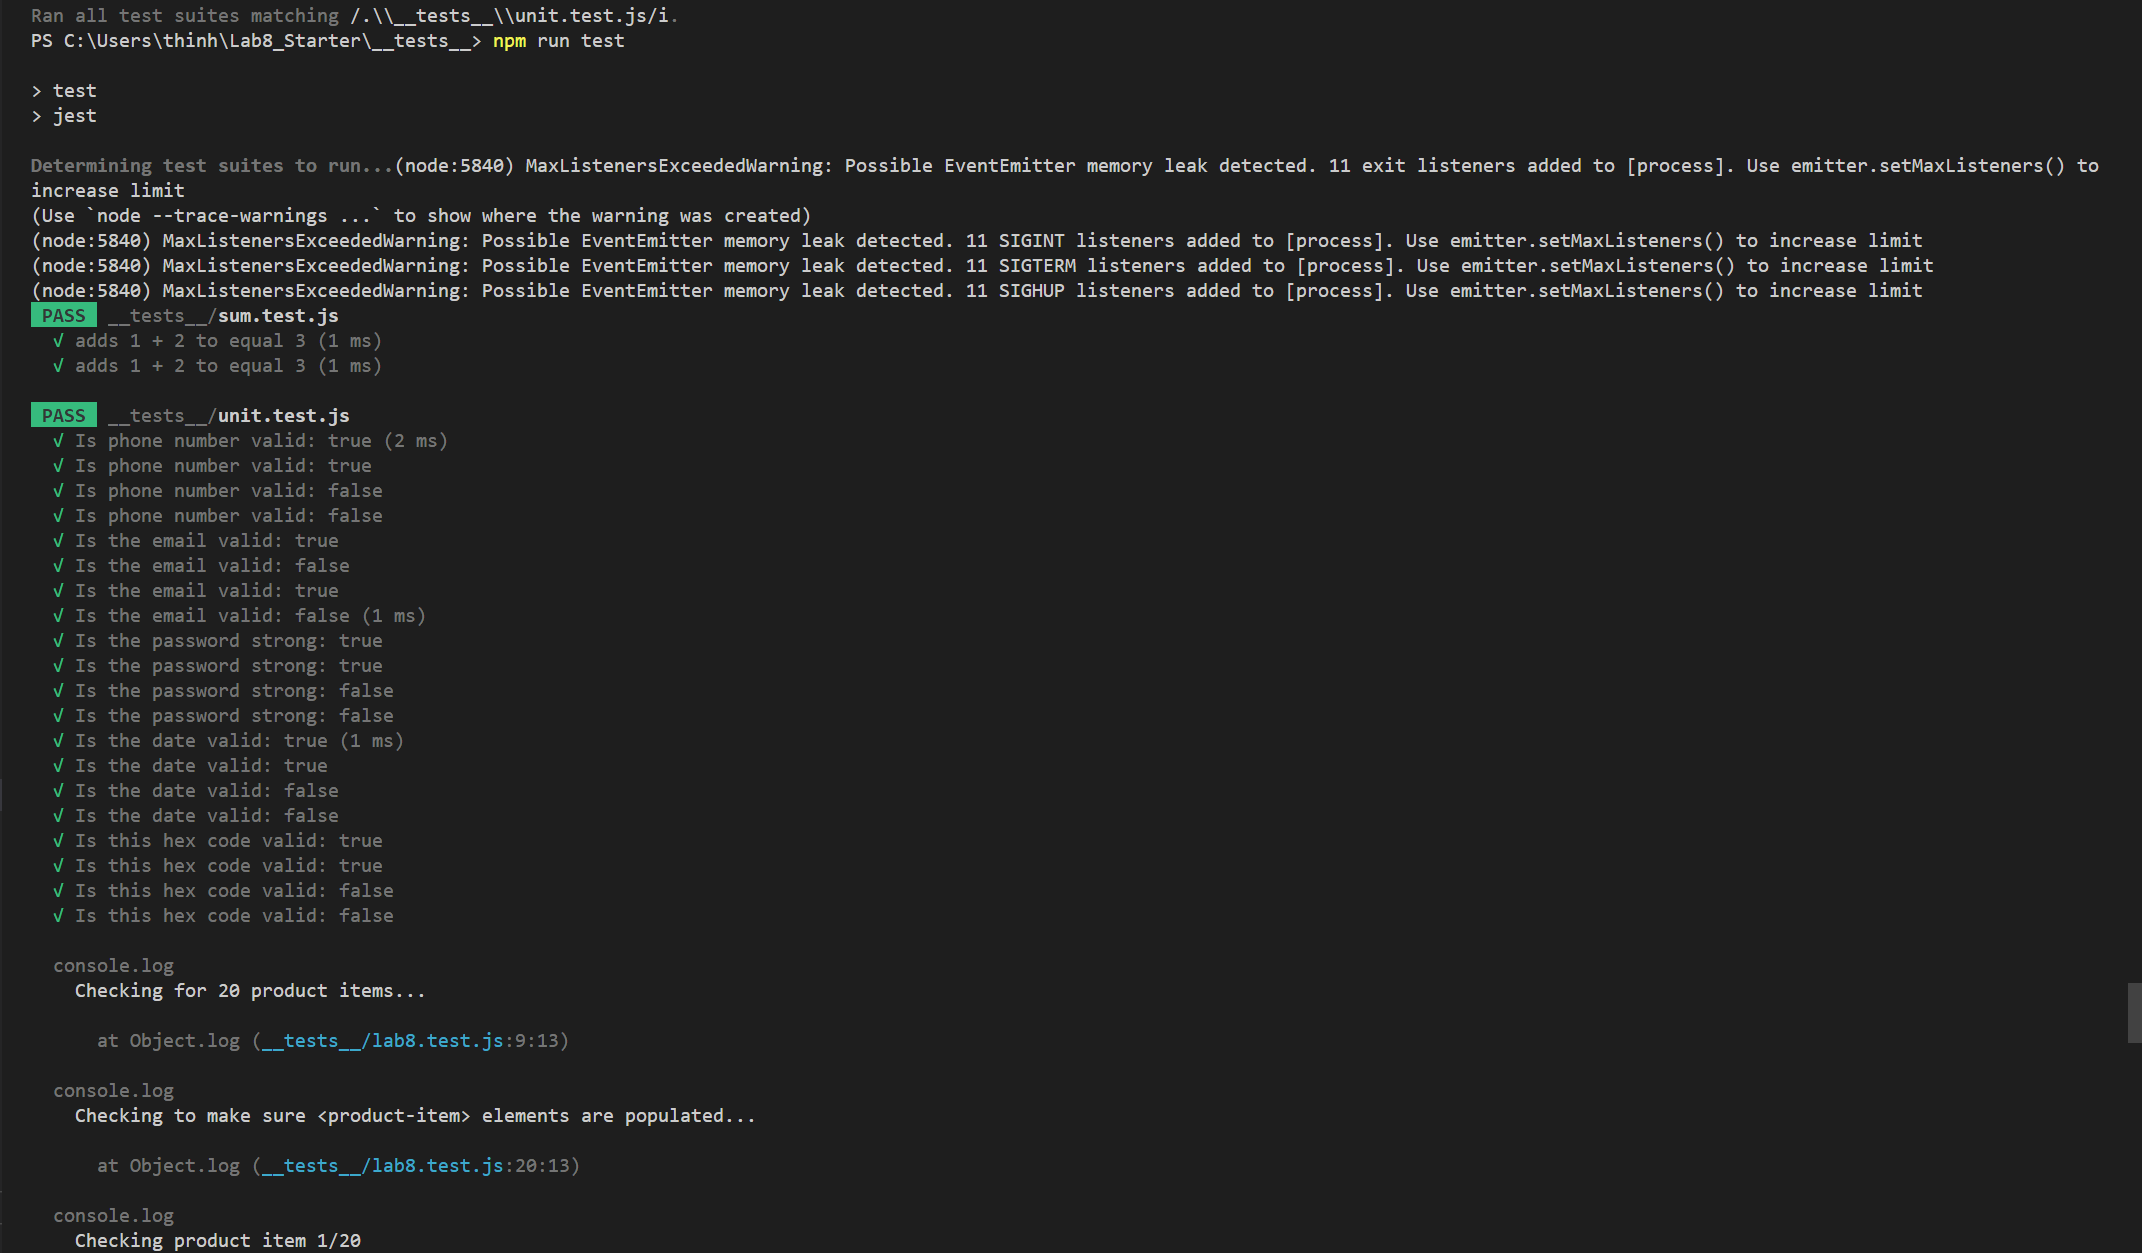 Ran all test suites matching /.\\__tests__\\unit.test.js/i.
PS C:\Users\thinh\Lab8_Starter\__tests__> npm run test
> test
> jest
Determining test suites to run...(node:5840) MaxListenersExceededWarning: Possible EventEmitter memory leak detected. 11 exit listeners added to [process]. Use emitter.setMaxListeners() to
increase limit
(Use `node --trace-warnings ...` to show where the warning was created)
(node:5840) MaxListenersExceededWarning: Possible EventEmitter memory leak detected. 11 SIGINT listeners added to [process]. Use emitter.setMaxListeners() to increase limit
(node:5840) MaxListenersExceededWarning: Possible EventEmitter memory leak detected. 11 SIGTERM listeners added to [process]. Use emitter.setMaxListeners() to increase limit
(node:5840) MaxListenersExceededWarning: Possible EventEmitter memory leak detected. 11 SIGHUP listeners added to [process]. Use emitter.setMaxListeners() to increase limit
PASS __tests__/sum.test.js
√ adds 1 + 2 to equal 3 (1 ms)
√ adds 1 + 2 to equal 3 (1 ms)
PASS __tests__/unit.test.js
√ Is phone number valid: true (2 ms)
√ Is phone number valid: true
√ Is phone number valid: false
√ Is phone number valid: false
√ Is the email valid: true
√ Is the email valid: false
√ Is the email valid: true
√ Is the email valid: false (1 ms)
√ Is the password strong: true
√ Is the password strong: true
√ Is the password strong: false
√ Is the password strong: false
√ Is the date valid: true (1 ms)
√ Is the date valid: true
√ Is the date valid: false
√ Is the date valid: false
√ Is this hex code valid: true
√ Is this hex code valid: true
√ Is this hex code valid: false
√ Is this hex code valid: false
console.log
Checking for 20 product items...
at Object.log (__tests__/lab8.test.js:9:13)
console.log
Checking to make sure <product-item> elements are populated...
at Object.log (__tests__/lab8.test.js:20:13)
console.log
Checking product item 1/20